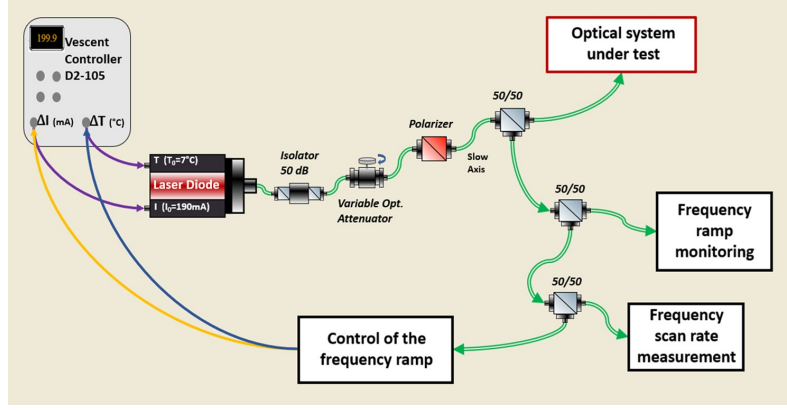 199.9
Vescent
Controller
D2-105
ΔI (mA) ΔT (°C)
T (T₀=7°C)
Laser Diode
I (I₀=190mA)
Isolator
50 dB
Variable Opt.
Attenuator
Polarizer
Slow
Axis
50/50
Optical system
under test
50/50
Frequency
ramp
monitoring
50/50
Frequency
scan rate
measurement
Control of the
frequency ramp